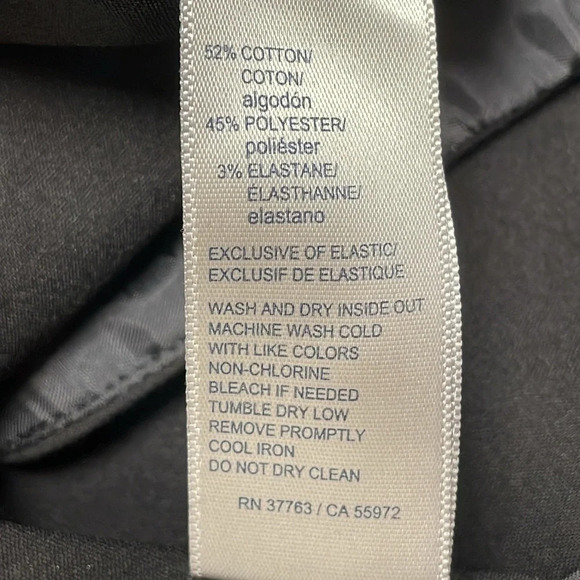 52% COTTON/
COTON/
algodón
45% POLYESTER/
poliéster
3% ELASTANE/
ÉLASTHANNE/
elastano
EXCLUSIVE OF ELASTIC/
EXCLUSIF DE ELASTIQUE
WASH AND DRY INSIDE OUT
MACHINE WASH COLD
WITH LIKE COLORS
NON-CHLORINE
BLEACH IF NEEDED
TUMBLE DRY LOW
REMOVE PROMPTLY
COOL IRON
DO NOT DRY CLEAN
RN 37763 / CA 55972